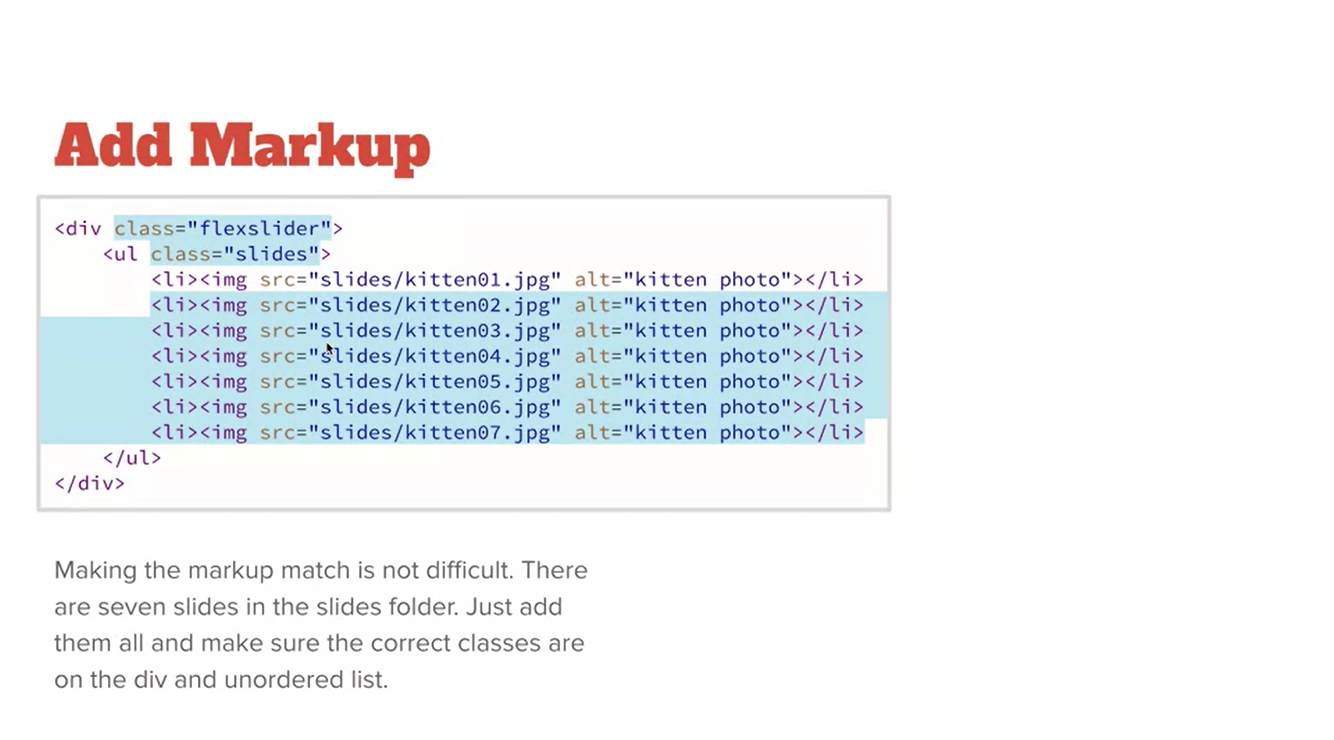 Add Markup
<div class="flexslider">
    <ul class="slides">
        <li><img src="slides/kitten01.jpg" alt="kitten photo"></li>
        <li><img src="slides/kitten02.jpg" alt="kitten photo"></li>
        <li><img src="slides/kitten03.jpg" alt="kitten photo"></li>
        <li><img src="slides/kitten04.jpg" alt="kitten photo"></li>
        <li><img src="slides/kitten05.jpg" alt="kitten photo"></li>
        <li><img src="slides/kitten06.jpg" alt="kitten photo"></li>
        <li><img src="slides/kitten07.jpg" alt="kitten photo"></li>
    </ul>
</div>
Making the markup match is not difficult. There
are seven slides in the slides folder. Just add
them all and make sure the correct classes are
on the div and unordered list.